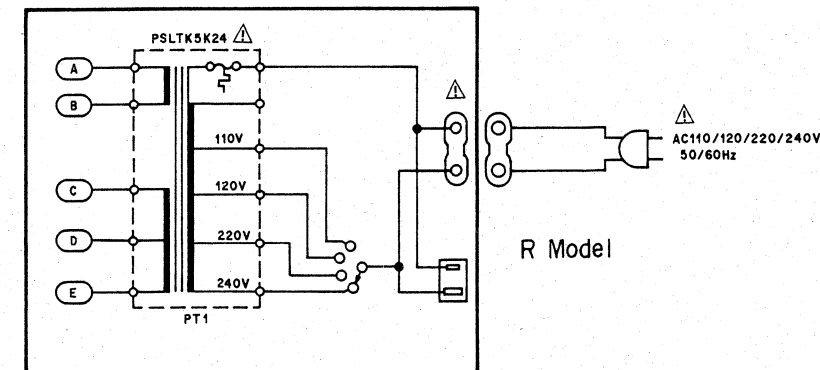 PSLTK5K24
A
B
110V
C
120V
D
220V
E
240V
PT1
AC110/120/220/240V
50/60Hz
R Model